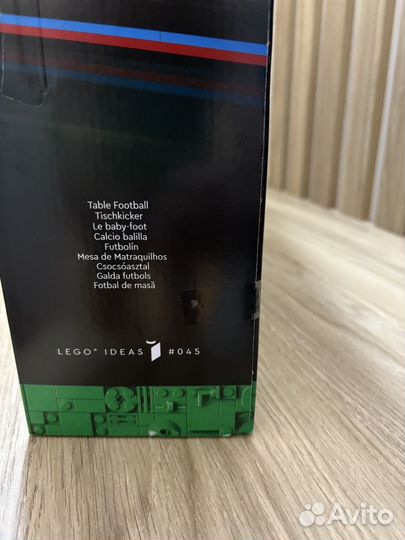 Table Football
Tischkicker
Le baby-foot
Calcio balilla
Futbolín
Mesa de Matraquilhos
Csocsóasztal
Galda futbols
Fotbal de masă
LEGO® IDEAS #045
Avito